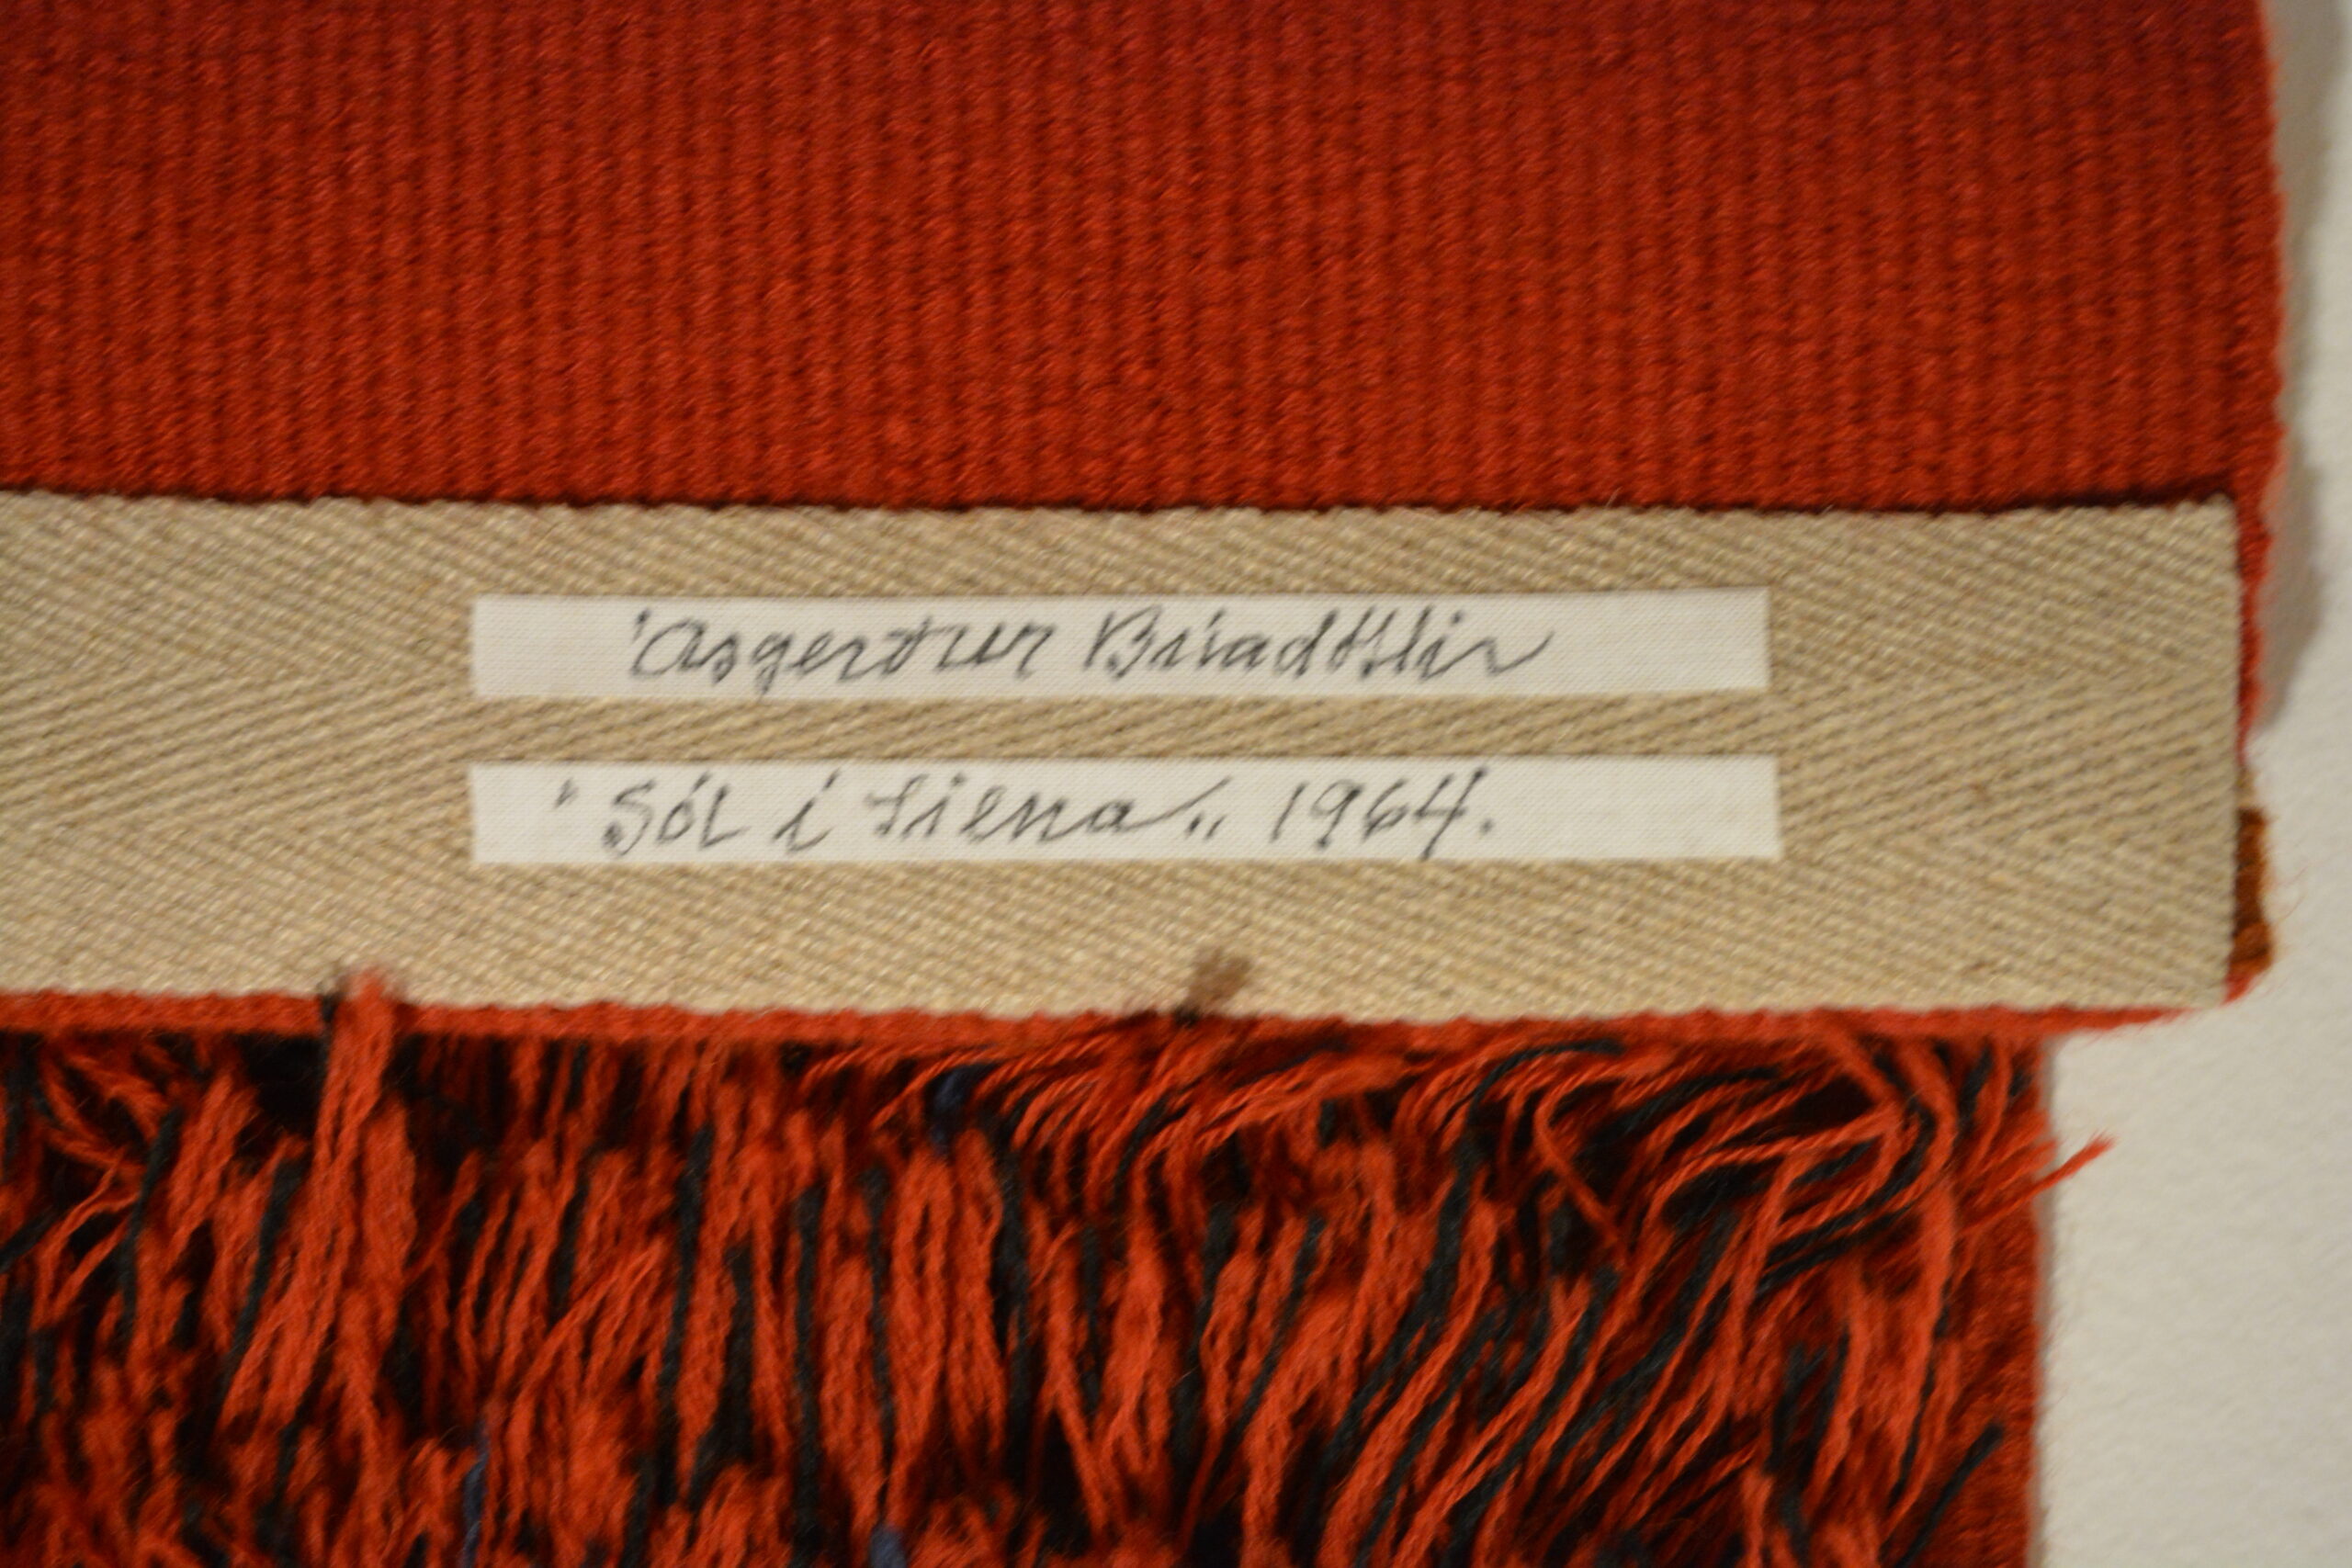 Ásgerður Búadóttir
"Sól í Siena„ 1964.